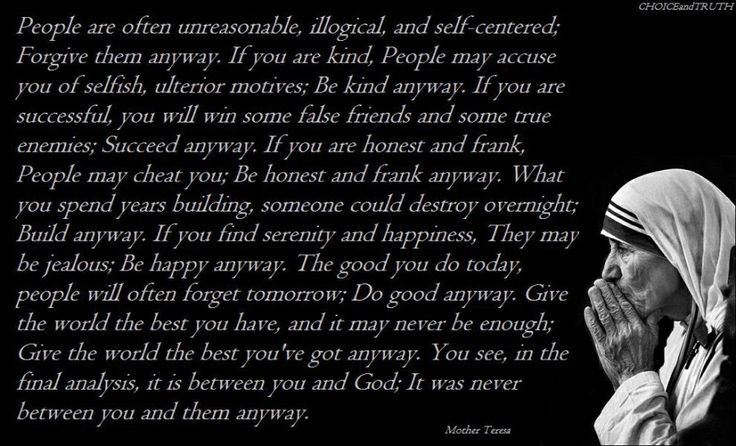 CHOICEandTRUTH
People are often unreasonable, illogical, and self-centered;
Forgive them anyway. If you are kind, People may accuse
you of selfish, ulterior motives; Be kind anyway. If you are
successful, you will win some false friends and some true
enemies; Succeed anyway. If you are honest and frank,
People may cheat you; Be honest and frank anyway. What
you spend years building, someone could destroy overnight;
Build anyway. If you find serenity and happiness, They may
be jealous; Be happy anyway. The good you do today,
people will often forget tomorrow; Do good anyway. Give
the world the best you have, and it may never be enough;
Give the world the best you've got anyway. You see, in the
final analysis, it is between you and God; It was never
between you and them anyway.
Mother Teresa